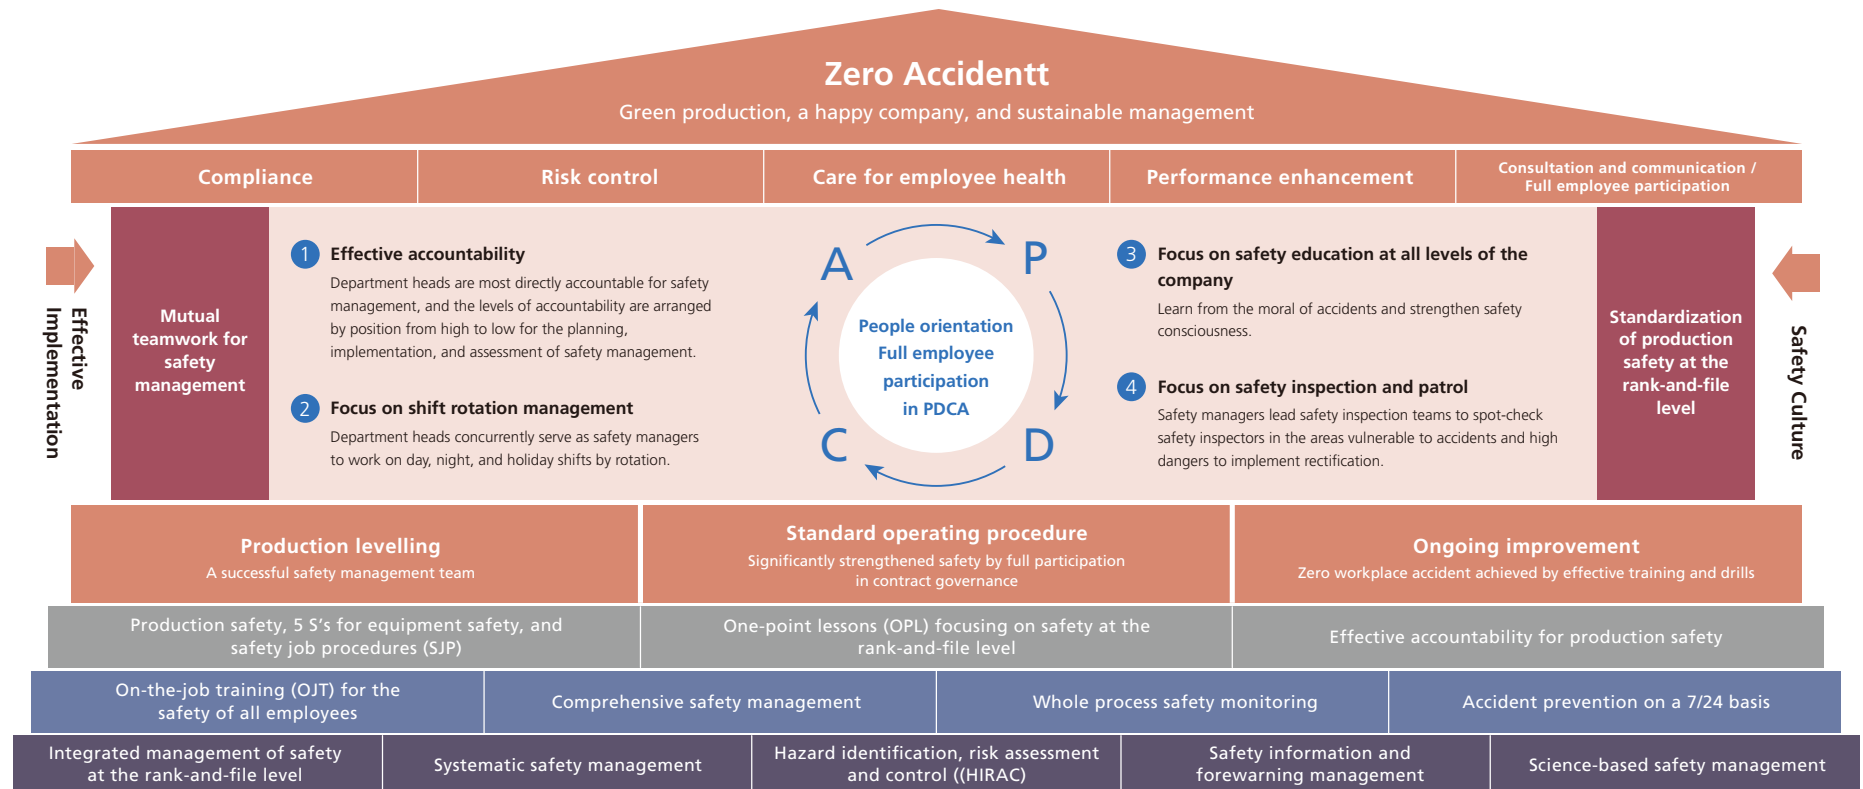 Zero Accidentt
Green production, a happy company, and sustainable management
Compliance
Risk control
Care for employee health
Performance enhancement
Consultation and communication /
Full employee participation
Effective
Implementation
Mutual
teamwork for
safety
management
1
Effective accountability
Department heads are most directly accountable for safety
management, and the levels of accountability are arranged
by position from high to low for the planning,
implementation, and assessment of safety management.
2
Focus on shift rotation management
Department heads concurrently serve as safety managers
to work on day, night, and holiday shifts by rotation.
A
P
People orientation
Full employee
participation
in PDCA
C
D
3
Focus on safety education at all levels of the
company
Learn from the moral of accidents and strengthen safety
consciousness.
4
Focus on safety inspection and patrol
Safety managers lead safety inspection teams to spot-check
safety inspectors in the areas vulnerable to accidents and high
dangers to implement rectification.
Standardization
of production
safety at the
rank-and-file
level
Safety Culture
Production levelling
A successful safety management team
Standard operating procedure
Significantly strengthened safety by full participation
in contract governance
Ongoing improvement
Zero workplace accident achieved by effective training and drills
Production safety, 5 S's for equipment safety, and
safety job procedures (SJP)
One-point lessons (OPL) focusing on safety at the
rank-and-file level
Effective accountability for production safety
On-the-job training (OJT) for the
safety of all employees
Comprehensive safety management
Whole process safety monitoring
Accident prevention on a 7/24 basis
Integrated management of safety
at the rank-and-file level
Systematic safety management
Hazard identification, risk assessment
and control ((HIRAC)
Safety information and
forewarning management
Science-based safety management